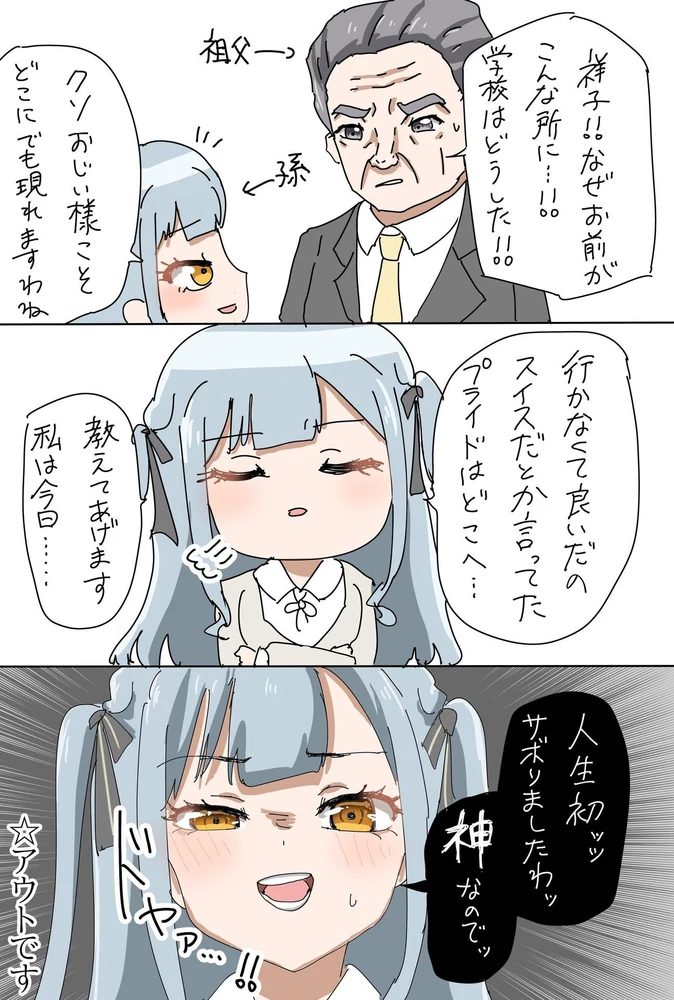 祥子!!なぜお前が
こんな所に…!!
学校はどうした!!
祖父
孫
クソおじい様こそ
どこにでも現れますわね
行かなくて良いだの
スイスだとか言ってた
プライドはどこへ…
教えてあげます
私は今日……
人生初ッ
サボりましたわッ
神なのでッ
ドヤァ…!!
☆アウトです